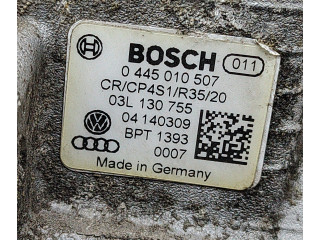 BOSCH 011
0 445 010 507
CR/CP4S1/R35/20
03L 130 755
04 140309
BPT 1393
0007
Made in Germany